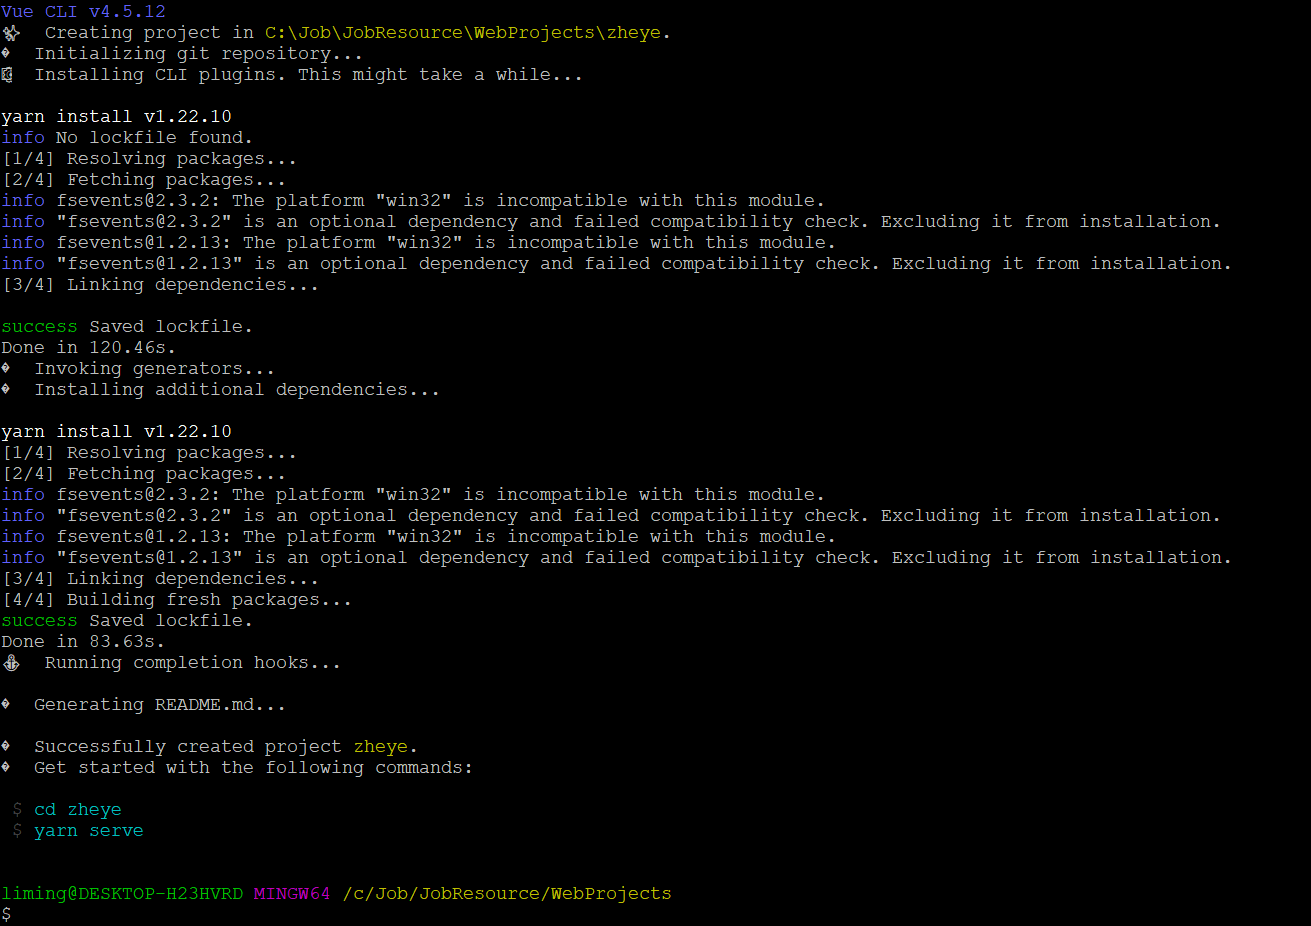 Vue CLI v4.5.12
✨  Creating project in C:\Job\JobResource\WebProjects\zheye.
�  Initializing git repository...
⚙  Installing CLI plugins. This might take a while...
yarn install v1.22.10
info No lockfile found.
[1/4] Resolving packages...
[2/4] Fetching packages...
info fsevents@2.3.2: The platform "win32" is incompatible with this module.
info "fsevents@2.3.2" is an optional dependency and failed compatibility check. Excluding it from installation.
info fsevents@1.2.13: The platform "win32" is incompatible with this module.
info "fsevents@1.2.13" is an optional dependency and failed compatibility check. Excluding it from installation.
[3/4] Linking dependencies...
success Saved lockfile.
Done in 120.46s.
�  Invoking generators...
�  Installing additional dependencies...
yarn install v1.22.10
[1/4] Resolving packages...
[2/4] Fetching packages...
info fsevents@2.3.2: The platform "win32" is incompatible with this module.
info "fsevents@2.3.2" is an optional dependency and failed compatibility check. Excluding it from installation.
info fsevents@1.2.13: The platform "win32" is incompatible with this module.
info "fsevents@1.2.13" is an optional dependency and failed compatibility check. Excluding it from installation.
[3/4] Linking dependencies...
[4/4] Building fresh packages...
success Saved lockfile.
Done in 83.63s.
⚓  Running completion hooks...
�  Generating README.md...
�  Successfully created project zheye.
�  Get started with the following commands:
$ cd zheye
$ yarn serve
liming@DESKTOP-H23HVRD MINGW64 /c/Job/JobResource/WebProjects
$